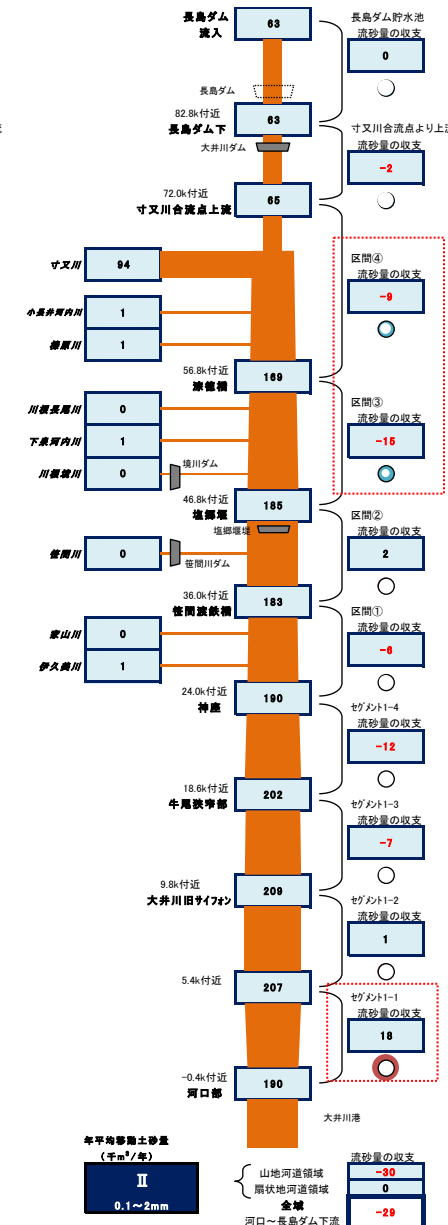 長島ダム
流入
63
長島ダム貯水池
流砂量の収支
0
長島ダム
82.8k付近
長島ダム下
63
大井川ダム
寸又川合流点より上流
流砂量の収支
-2
72.0k付近
寸又川合流点上流
65
寸又川
94
区間④
流砂量の収支
-9
小長井河内川
1
榛原川
1
56.8k付近
169
川根長尾川
0
下泉河内川
1
境川ダム
0
区間③
流砂量の収支
-15
46.8k付近
塩郷堰
185
塩郷堰堤
笹間川
0
笹間川ダム
区間②
流砂量の収支
2
36.0k付近
笹間渡鉄橋
183
家山川
0
伊久美川
1
区間①
流砂量の収支
-6
24.0k付近
神座
190
ｾｸﾞﾒﾝﾄ1-4
流砂量の収支
-12
18.6k付近
牛尾狭窄部
202
ｾｸﾞﾒﾝﾄ1-3
流砂量の収支
-7
9.8k付近
大井川旧サイフォン
209
ｾｸﾞﾒﾝﾄ1-2
流砂量の収支
1
5.4k付近
207
ｾｸﾞﾒﾝﾄ1-1
流砂量の収支
18
-0.4k付近
河口部
190
大井川港
年平均移動土砂量
(千m³/年)
Ⅱ
0.1～2mm
流砂量の収支
山地河道領域
-30
扇状地河道領域
0
全域
河口～長島ダム下流
-29